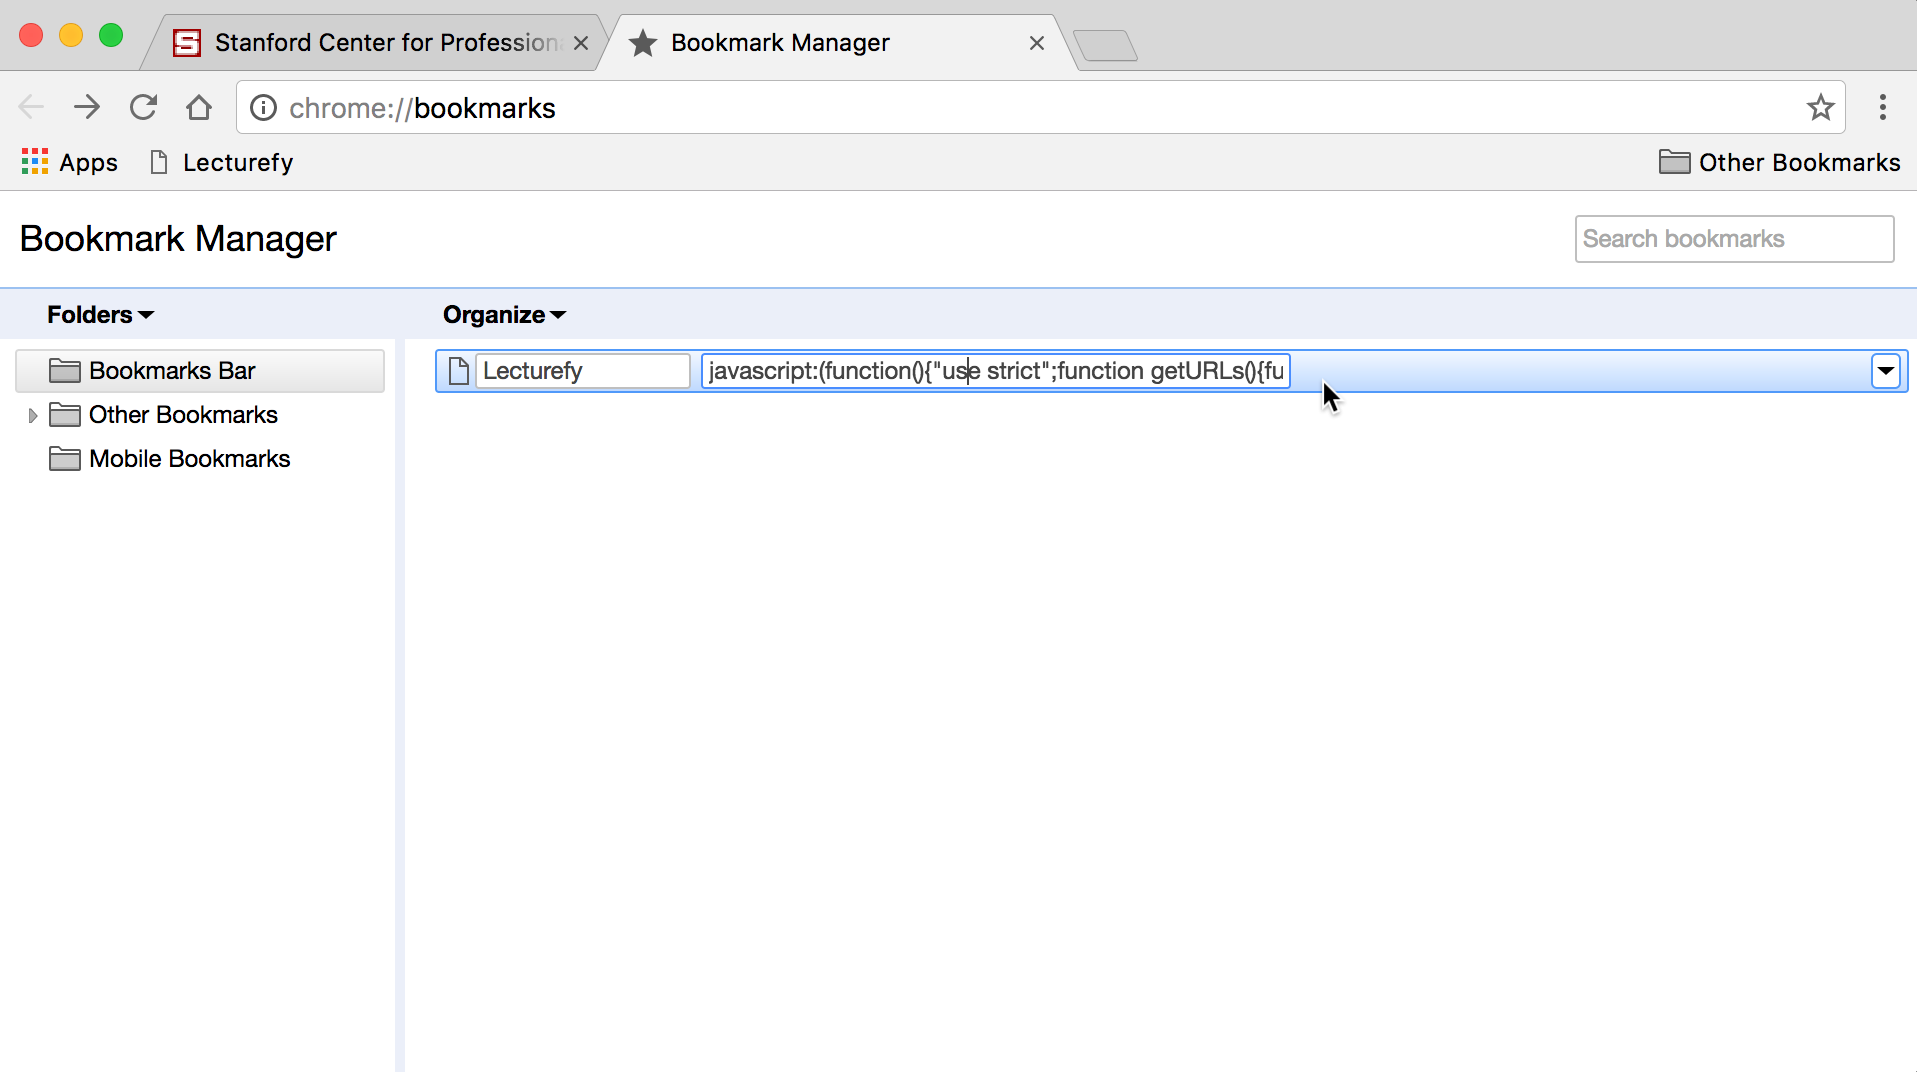 Stanford Center for Profession
Bookmark Manager
chrome://bookmarks
Apps
Lecturefy
Other Bookmarks
Bookmark Manager
Search bookmarks
Folders
Organize
Bookmarks Bar
Lecturefy
javascript:(function(){"use strict";function getURLs(){fu
Other Bookmarks
Mobile Bookmarks